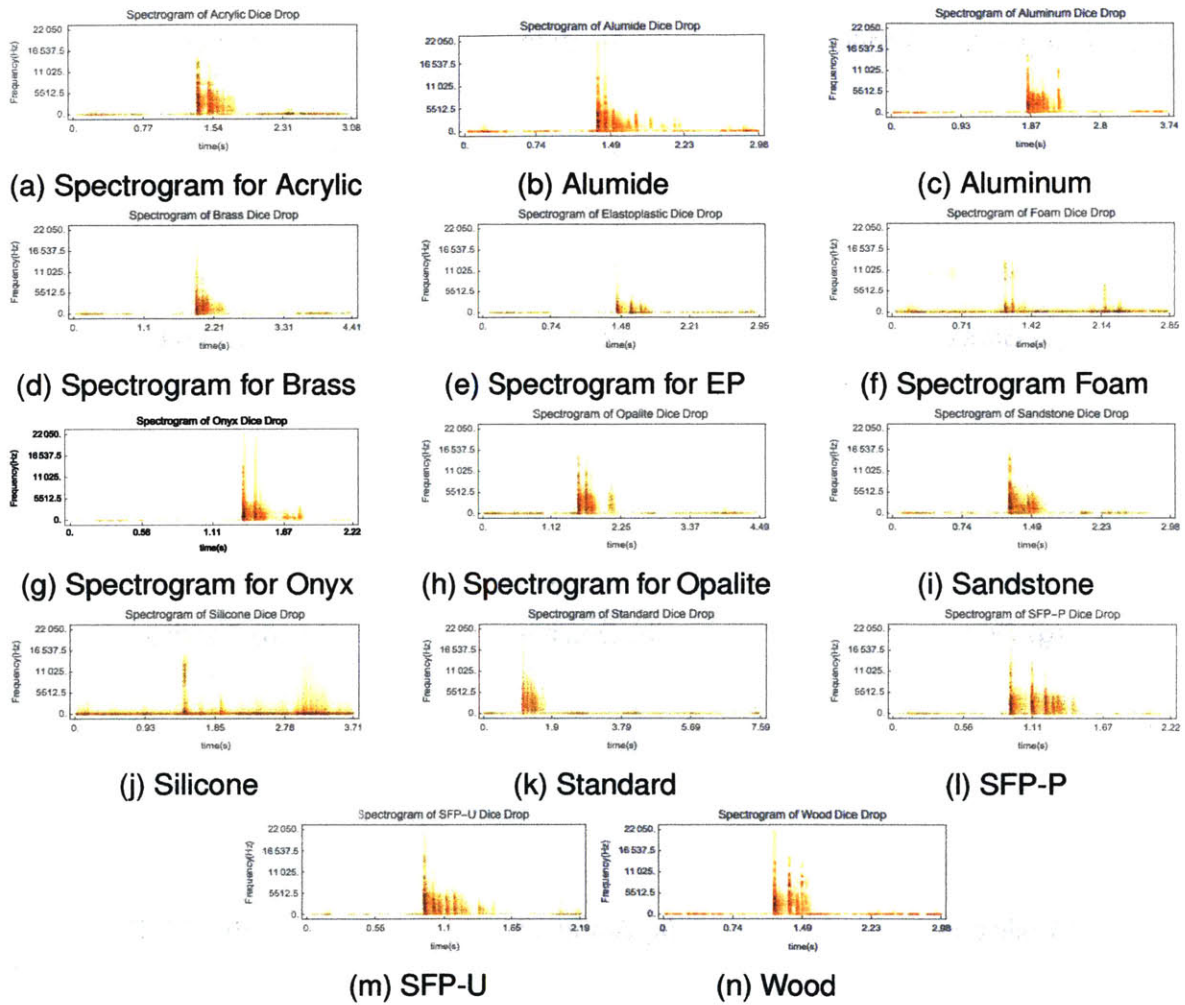 Spectrogram of Acrylic Dice Drop
22 050.
16 537.5
11 025.
5512.5
0.
Frequency(Hz)
0. 0.77 1.54 2.31 3.08
time(s)
(a) Spectrogram for Acrylic
Spectrogram of Alumide Dice Drop
22 050.
16 537.5
11 025.
5512.5
0.
Frequency(Hz)
0. 0.74 1.49 2.23 2.98
time(s)
(b) Alumide
Spectrogram of Aluminum Dice Drop
22 050.
16 537.5
11 025.
5512.5
0.
Frequency(Hz)
0. 0.93 1.87 2.8 3.74
time(s)
(c) Aluminum
Spectrogram of Brass Dice Drop
22 050.
16 537.5
11 025.
5512.5
0.
Frequency(Hz)
0. 1.1 2.21 3.31 4.41
time(s)
(d) Spectrogram for Brass
Spectrogram of Elastoplastic Dice Drop
22 050.
16 537.5
11 025.
5512.5
0.
Frequency(Hz)
0. 0.74 1.48 2.21 2.95
time(s)
(e) Spectrogram for EP
Spectrogram of Foam Dice Drop
22 050.
16 537.5
11 025.
5512.5
0.
Frequency(Hz)
0. 0.71 1.42 2.14 2.85
time(s)
(f) Spectrogram Foam
Spectrogram of Onyx Dice Drop
22 050.
16 537.5
11 025.
5512.5
0.
Frequency(Hz)
0. 0.56 1.11 1.67 2.22
time(s)
(g) Spectrogram for Onyx
Spectrogram of Opalite Dice Drop
22 050.
16 537.5
11 025.
5512.5
0.
Frequency(Hz)
0. 1.12 2.25 3.37 4.49
time(s)
(h) Spectrogram for Opalite
Spectrogram of Sandstone Dice Drop
22 050.
16 537.5
11 025.
5512.5
0.
Frequency(Hz)
0. 0.74 1.49 2.23 2.98
time(s)
(i) Sandstone
Spectrogram of Silicone Dice Drop
22 050.
16 537.5
11 025.
5512.5
0.
Frequency(Hz)
0. 0.93 1.85 2.78 3.71
time(s)
(j) Silicone
Spectrogram of Standard Dice Drop
22 050.
16 537.5
11 025.
5512.5
0.
Frequency(Hz)
0. 1.9 3.79 5.69 7.59
time(s)
(k) Standard
Spectrogram of SFP-P Dice Drop
22 050.
16 537.5
11 025.
5512.5
0.
Frequency(Hz)
0. 0.56 1.11 1.67 2.22
time(s)
(l) SFP-P
Spectrogram of SFP-U Dice Drop
22 050.
16 537.5
11 025.
5512.5
0.
Frequency(Hz)
0. 0.56 1.1 1.65 2.19
time(s)
(m) SFP-U
Spectrogram of Wood Dice Drop
22 050.
16 537.5
11 025.
5512.5
0.
Frequency(Hz)
0. 0.74 1.49 2.23 2.98
time(s)
(n) Wood